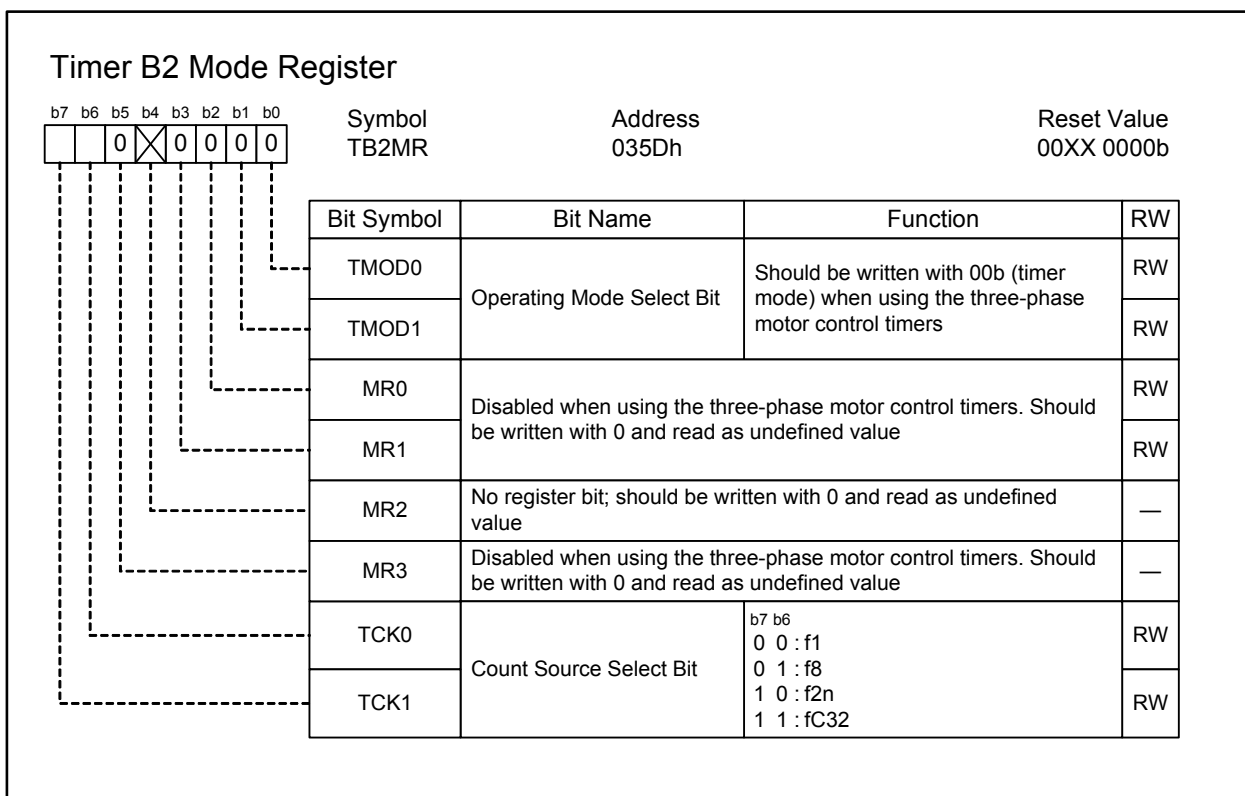 Timer B2 Mode Register
b7 b6 b5 b4 b3 b2 b1 b0
0 0 0 0 0
Symbol Address Reset Value
TB2MR 035Dh 00XX 0000b
Bit Symbol Bit Name Function RW
TMOD0 RW
Operating Mode Select Bit
Should be written with 00b (timer
mode) when using the three-phase
motor control timers
TMOD1 RW
MR0 RW
Disabled when using the three-phase motor control timers. Should
be written with 0 and read as undefined value
MR1 RW
MR2
No register bit; should be written with 0 and read as undefined
value
—
MR3
Disabled when using the three-phase motor control timers. Should
be written with 0 and read as undefined value
—
TCK0 RW
Count Source Select Bit
b7 b6
0 0 : f1
0 1 : f8
1 0 : f2n
1 1 : fC32
TCK1 RW